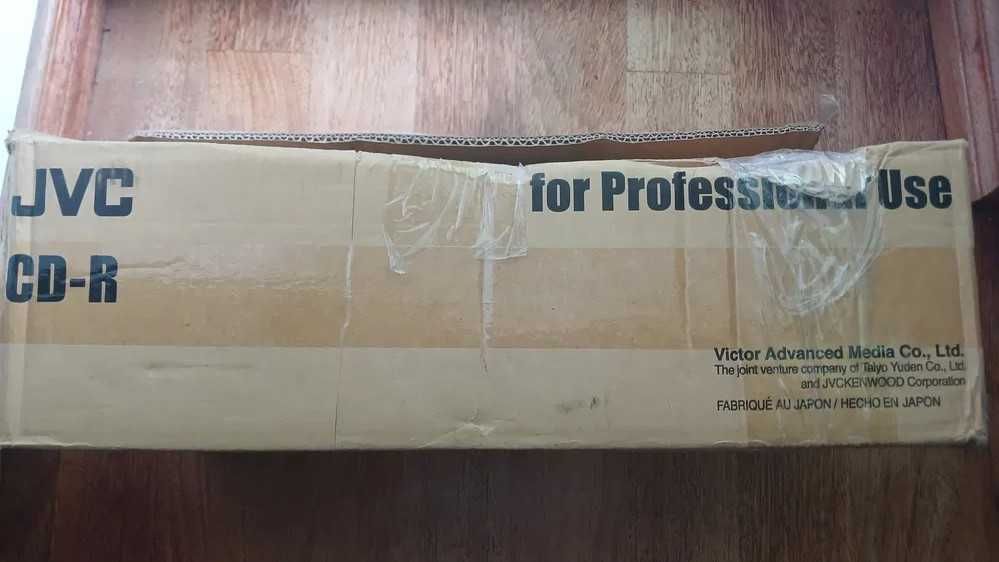 JVC
for Professional Use
CD-R
Victor Advanced Media Co., Ltd.
The joint venture company of Taiyo Yuden Co., Ltd
and JVCKENWOOD Corporation
FABRIQUÉ AU JAPON / HECHO EN JAPON